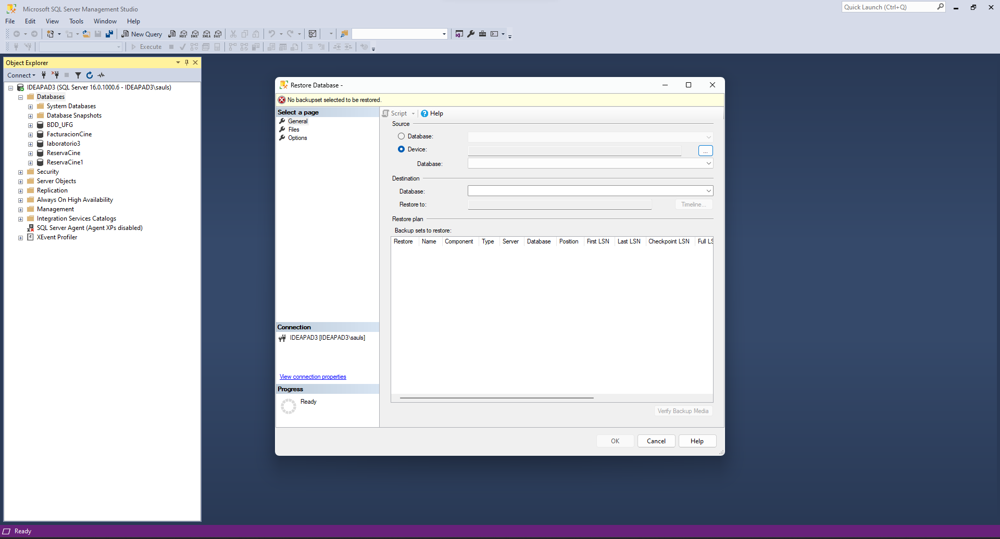 Microsoft SQL Server Management Studio
Quick Launch (Ctrl+Q)
File Edit View Tools Window Help
New Query
MDX DMX XMLA DAX
Execute
Object Explorer
Connect
IDEAPAD3 (SQL Server 16.0.1000.6 - IDEAPAD3\sauls)
Databases
System Databases
Database Snapshots
BDD_UFG
FacturacionCine
laboratorio3
ReservaCine
ReservaCine1
Security
Server Objects
Replication
Always On High Availability
Management
Integration Services Catalogs
SQL Server Agent (Agent XPs disabled)
XEvent Profiler
Restore Database -
No backupset selected to be restored.
Select a page
General
Files
Options
Connection
IDEAPAD3 [IDEAPAD3\sauls]
View connection properties
Progress
Ready
Script
Help
Source
Database:
Device:
...
Database:
Destination
Database:
Restore to:
Timeline...
Restore plan
Backup sets to restore:
Restore Name Component Type Server Database Position First LSN Last LSN Checkpoint LSN Full LS
Verify Backup Media
OK Cancel Help
Ready